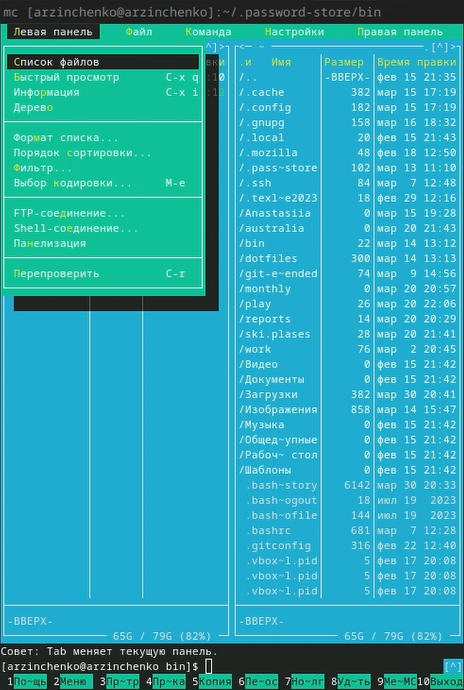 mc [arzinchenko@arzinchenko]:~/.password-store/bin
Левая панель Файл Команда Настройки Правая панель
^]>
Список файлов
Быстрый просмотр C-x q
Информация C-x i
Дерево
Формат списка...
Порядок сортировки...
Фильтр...
Выбор кодировки... M-e
FTP-соединение...
Shell-соединение...
Панелизация
Перепроверить C-r
-ВВЕРХ-
65G / 79G (82%)
<─ ~ .[^]>
.и Имя Размер Время правки
/.. -ВВЕРХ- фев 15 21:35
/.cache 382 мар 15 17:19
/.config 182 мар 15 17:19
/.gnupg 158 мар 16 18:32
/.local 20 фев 15 21:43
/.mozilla 48 фев 18 12:50
/.pass~store 102 мар 13 11:10
/.ssh 84 мар 7 12:48
/.texl~e2023 18 фев 29 12:16
/Anastasiia 0 мар 15 19:28
/australia 0 мар 20 21:43
/bin 22 мар 14 13:12
/dotfiles 300 мар 14 13:13
/git-e~ended 74 мар 9 14:56
/monthly 0 мар 20 20:57
/play 26 мар 20 22:06
/reports 14 мар 20 20:29
/ski.plases 28 мар 20 21:41
/work 76 мар 2 20:45
/Видео 0 фев 15 21:42
/Документы 0 фев 15 21:42
/Загрузки 382 мар 30 20:41
/Изображения 858 мар 14 15:47
/Музыка 0 фев 15 21:42
/Общед~упные 0 фев 15 21:42
/Рабоч~ стол 0 фев 15 21:42
/Шаблоны 0 фев 15 21:42
.bash~story 6142 мар 30 20:33
.bash~ogout 18 июл 19 2023
.bash~ofile 144 июл 19 2023
.bashrc 681 мар 7 12:28
.gitconfig 316 фев 22 12:40
.vbox~l.pid 5 фев 17 20:08
.vbox~l.pid 5 фев 17 20:08
.vbox~l.pid 5 фев 17 20:08
-ВВЕРХ-
65G / 79G (82%)
Совет: Tab меняет текущую панель.
[arzinchenko@arzinchenko bin]$ [^]
1По~щь 2Меню 3Пр~тр 4Пр~ка 5Копия 6Пе~ос 7Но~лг 8Уд~ть 9Ме~МС10Выход